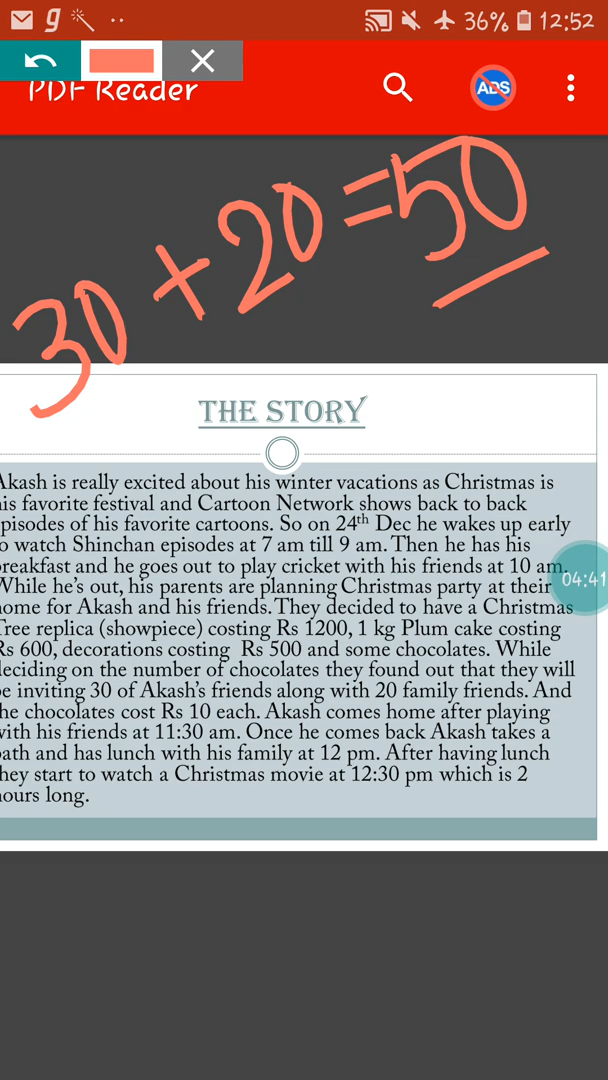 36% 12:52
PDF Reader
ADS
30 + 20 = 50
THE STORY
Akash is really excited about his winter vacations as Christmas is
his favorite festival and Cartoon Network shows back to back
episodes of his favorite cartoons. So on 24th Dec he wakes up early
to watch Shinchan episodes at 7 am till 9 am. Then he has his
breakfast and he goes out to play cricket with his friends at 10 am.
While he's out, his parents are planning Christmas party at their
home for Akash and his friends. They decided to have a Christmas
Tree replica (showpiece) costing Rs 1200, 1 kg Plum cake costing
Rs 600, decorations costing Rs 500 and some chocolates. While
deciding on the number of chocolates they found out that they will
be inviting 30 of Akash's friends along with 20 family friends. And
the chocolates cost Rs 10 each. Akash comes home after playing
with his friends at 11:30 am. Once he comes back Akash takes a
bath and has lunch with his family at 12 pm. After having lunch
they start to watch a Christmas movie at 12:30 pm which is 2
hours long.
04:41